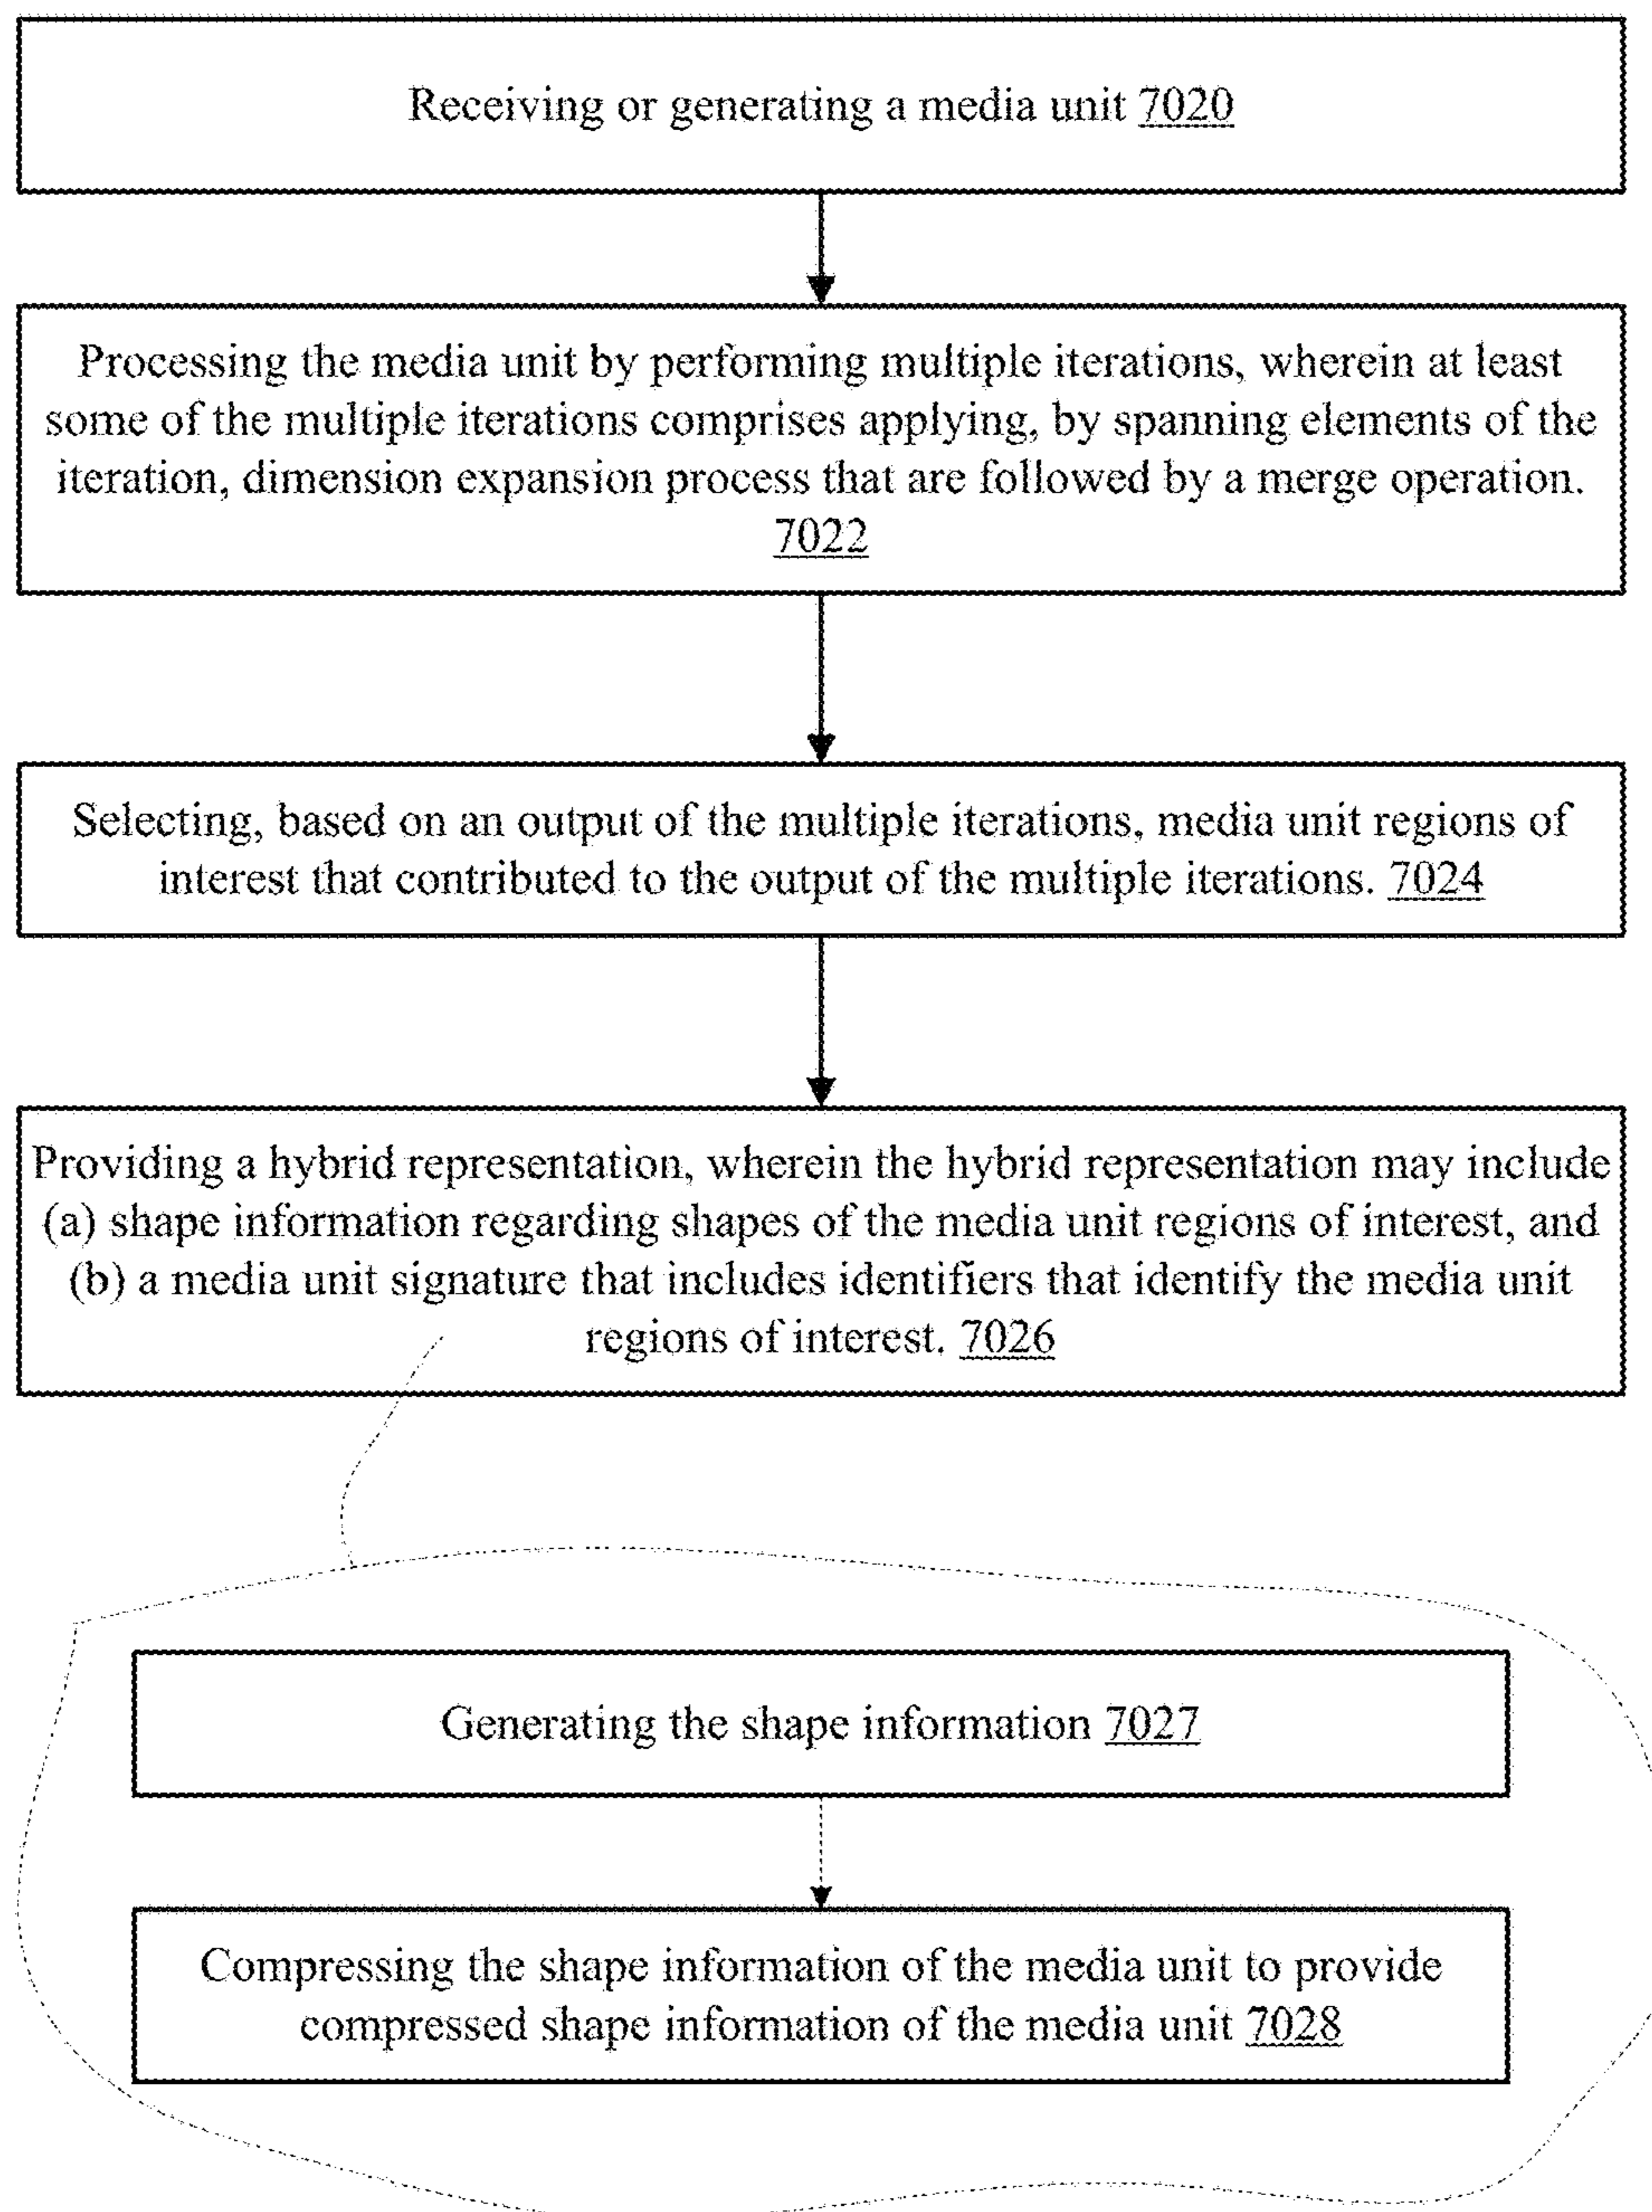 Receiving or generating a media unit 7020
Processing the media unit by performing multiple iterations, wherein at least
some of the multiple iterations comprises applying, by spanning elements of the
iteration, dimension expansion process that are followed by a merge operation.
7022
Selecting, based on an output of the multiple iterations, media unit regions of
interest that contributed to the output of the multiple iterations. 7024
Providing a hybrid representation, wherein the hybrid representation may include
(a) shape information regarding shapes of the media unit regions of interest, and
(b) a media unit signature that includes identifiers that identify the media unit
regions of interest. 7026
Generating the shape information 7027
Compressing the shape information of the media unit to provide
compressed shape information of the media unit 7028